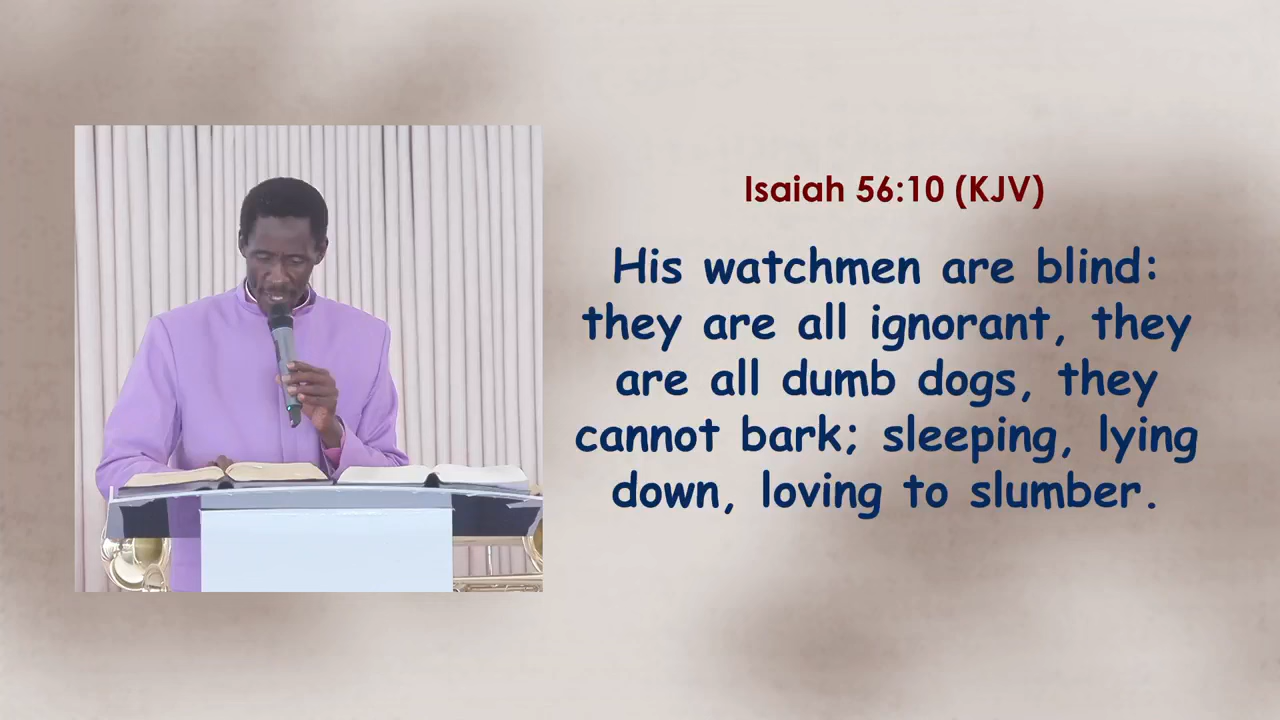 Isaiah 56:10 (KJV)
His watchmen are blind:
they are all ignorant, they
are all dumb dogs, they
cannot bark; sleeping, lying
down, loving to slumber.